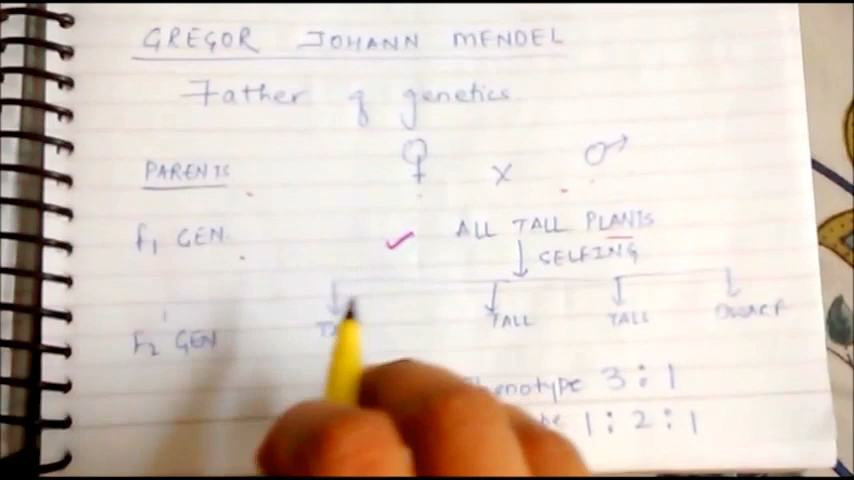 GREGOR JOHANN MENDEL
Father of genetics
PARENTS ♀ X ♂
F1 GEN ALL TALL PLANTS
SELFING
TALL TALL DWARF
F2 GEN
Phenotype 3:1
1:2:1